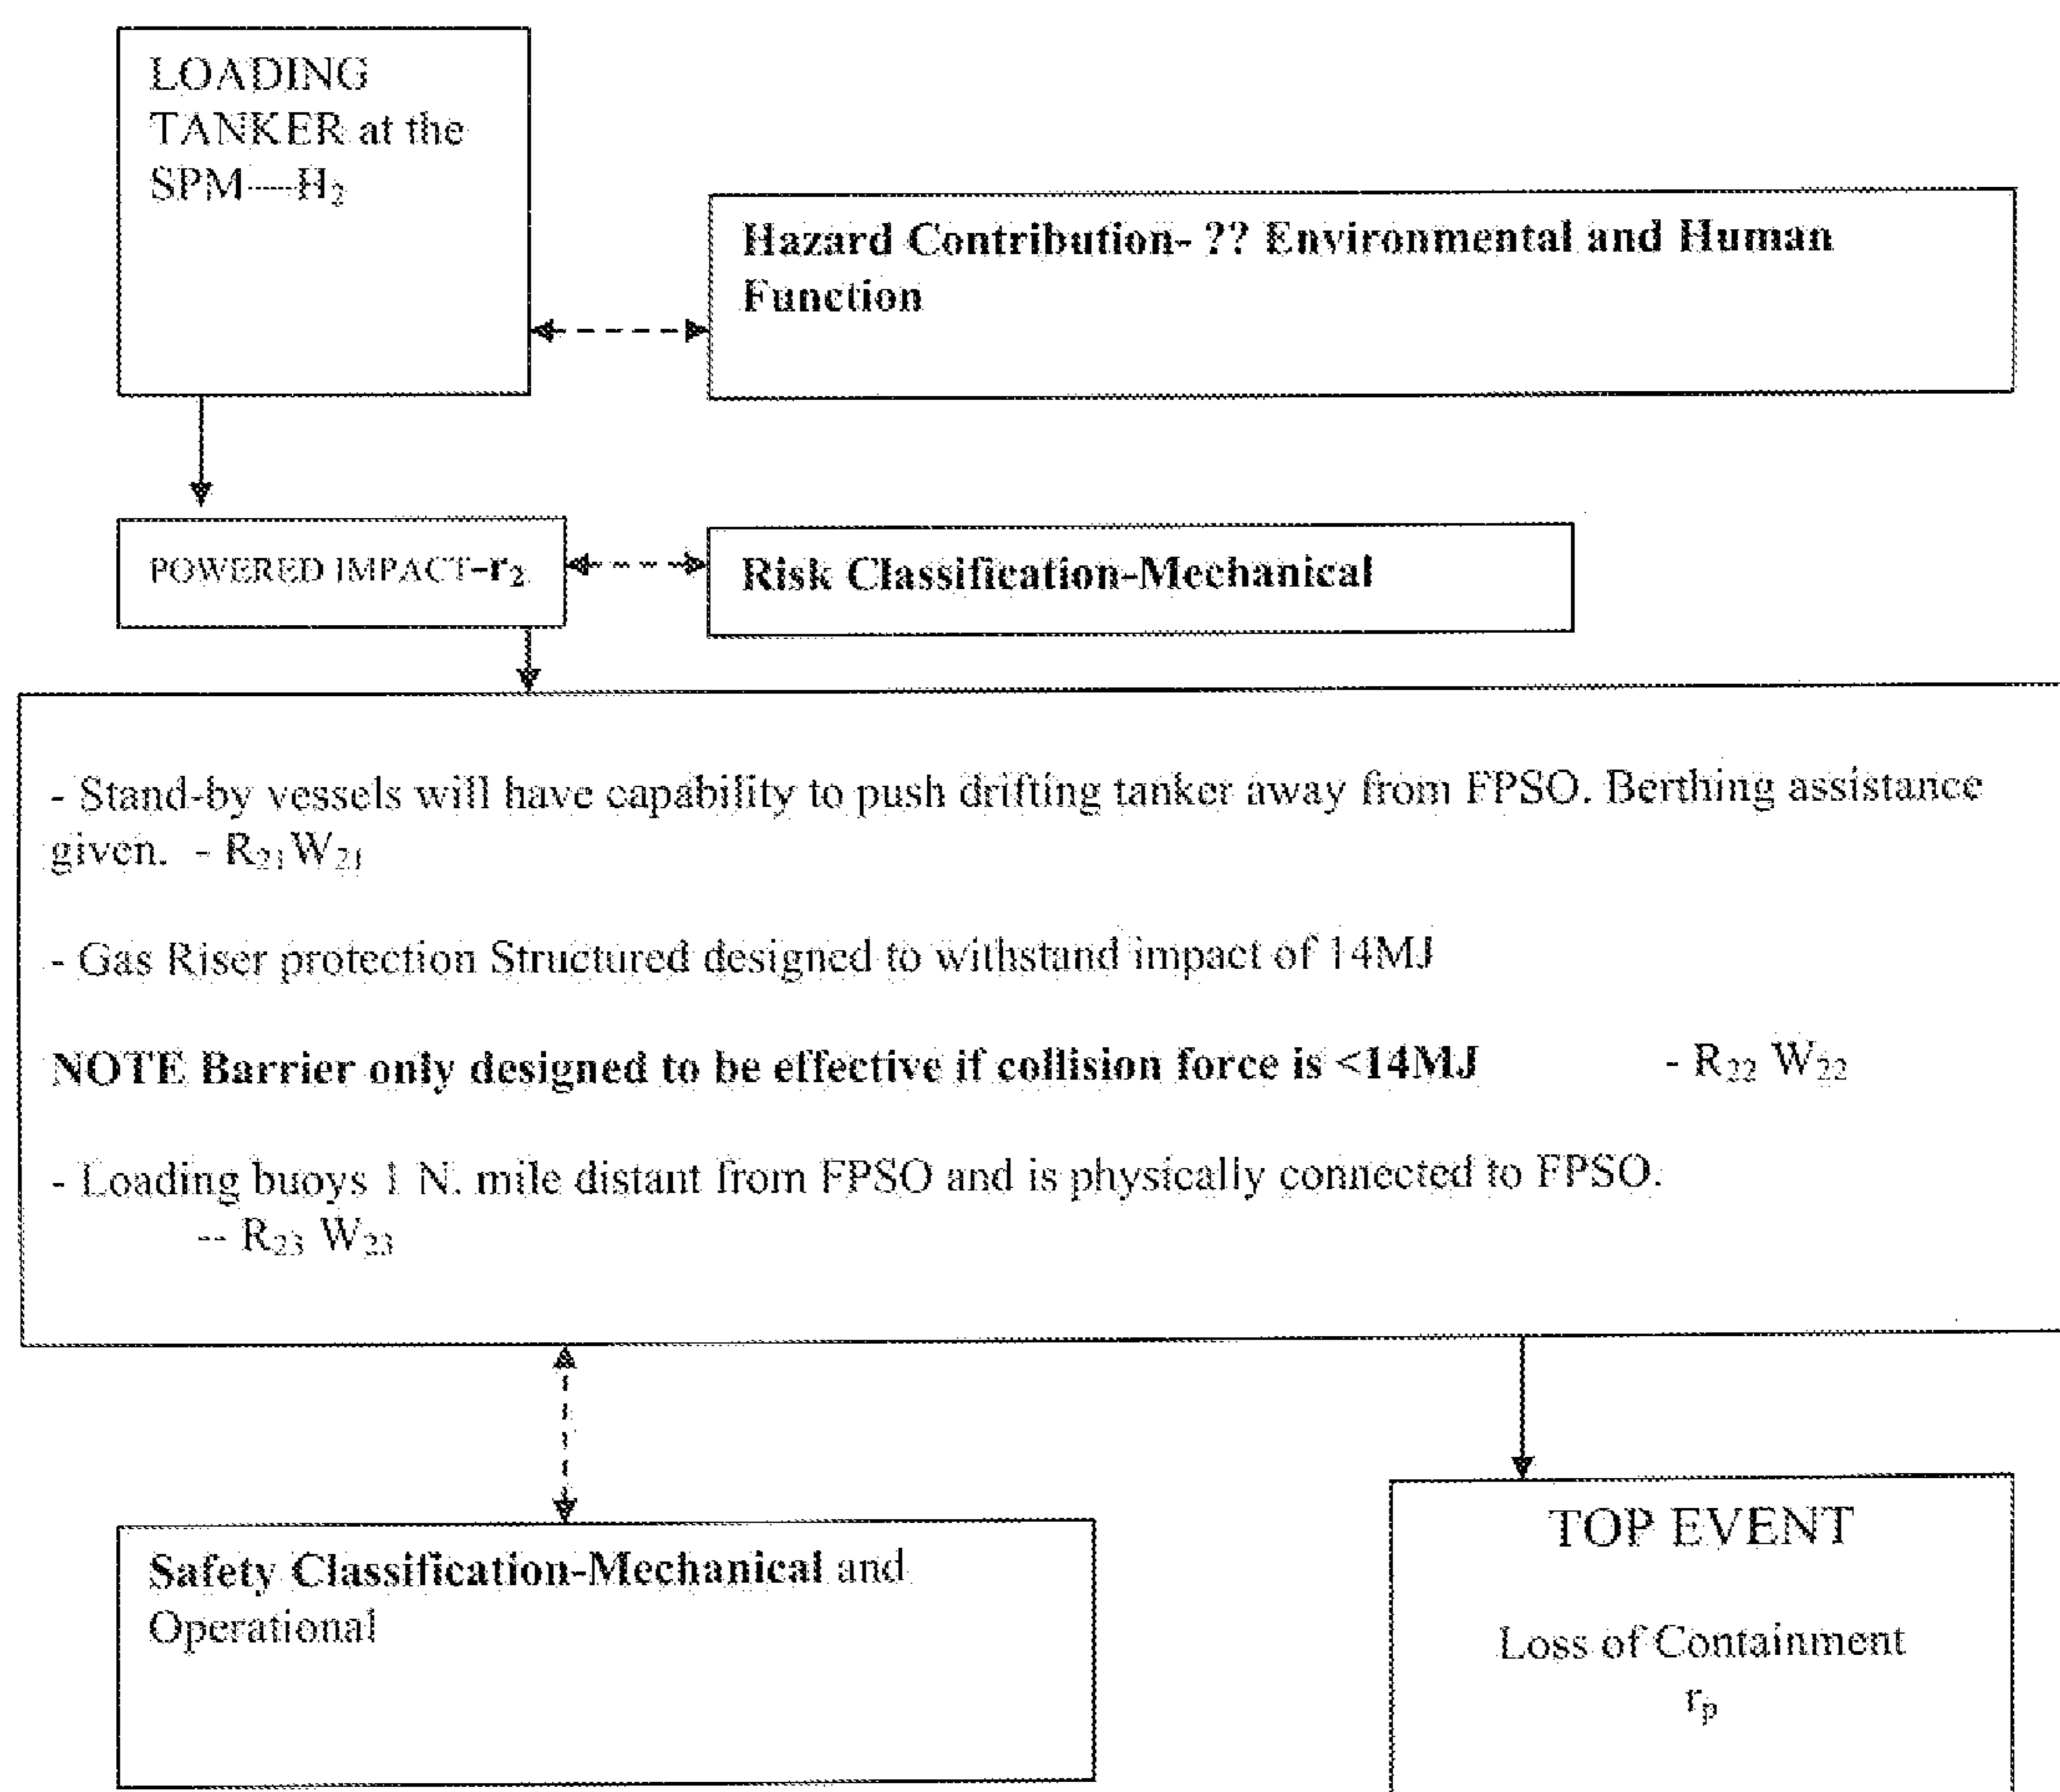 LOADING
TANKER at the
SPM----H₂
Hazard Contribution- ?? Environmental and Human
Function
POWERED IMPACT–r₂
Risk Classification-Mechanical
- Stand-by vessels will have capability to push drifting tanker away from FPSO. Berthing assistance
given. - R₂₁W₂₁
- Gas Riser protection Structured designed to withstand impact of 14MJ
NOTE Barrier only designed to be effective if collision force is <14MJ - R₂₂ W₂₂
- Loading buoys 1 N. mile distant from FPSO and is physically connected to FPSO.
-- R₂₃ W₂₃
Safety Classification-Mechanical and
Operational
TOP EVENT
Loss of Containment
rₚ